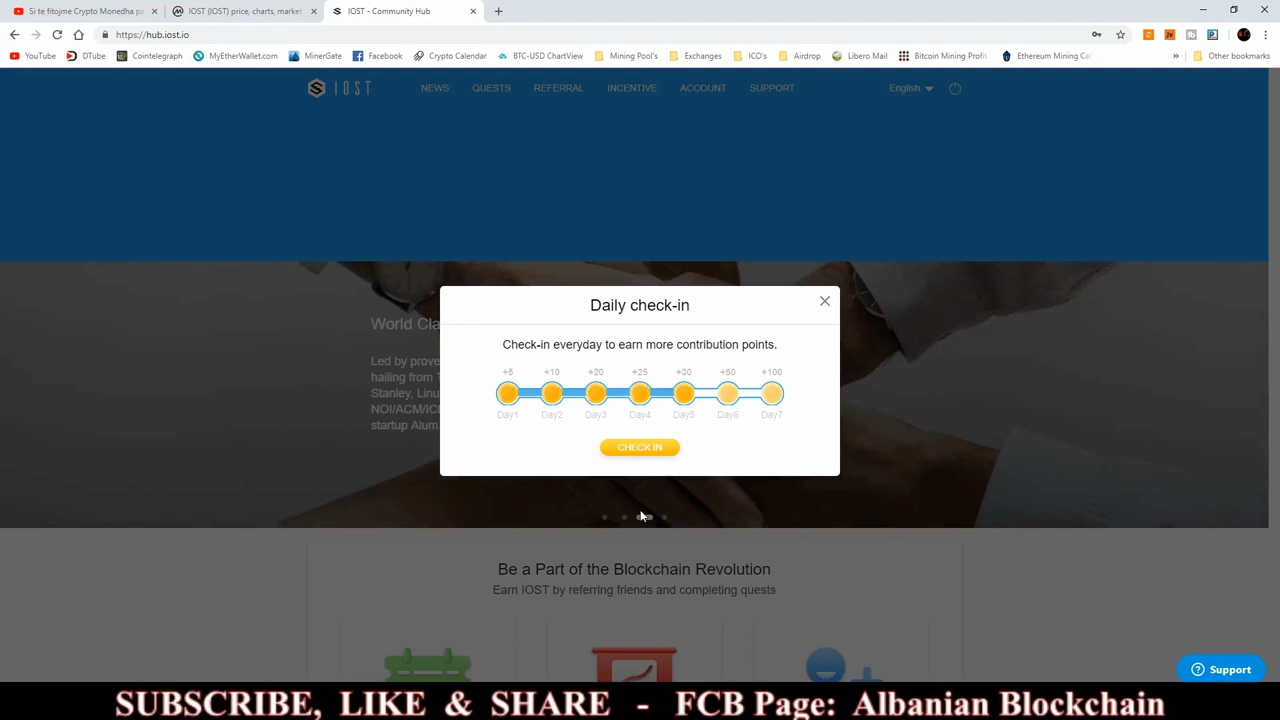 Si te fitojme Crypto Monedha pa
IOST (IOST) price, charts, market
IOST - Community Hub
https://hub.iost.io
YouTube
DTube
Cointelegraph
MyEtherWallet.com
MinerGate
Facebook
Crypto Calendar
BTC-USD ChartView
Mining Pool's
Exchanges
ICO's
Airdrop
Libero Mail
Bitcoin Mining Profit
Ethereum Mining Ca
Other bookmarks
IOST
NEWS
QUESTS
REFERRAL
INCENTIVE
ACCOUNT
SUPPORT
English
World Cla
Led by prove
hailing from T
Stanley, Linu
NOI/ACM/IC
startup Alum
Daily check-in
Check-in everyday to earn more contribution points.
+5 +10 +20 +25 +30 +50 +100
Day1 Day2 Day3 Day4 Day5 Day6 Day7
CHECK IN
Be a Part of the Blockchain Revolution
Earn IOST by referring friends and completing quests
Support
SUBSCRIBE, LIKE & SHARE - FCB Page: Albanian Blockchain